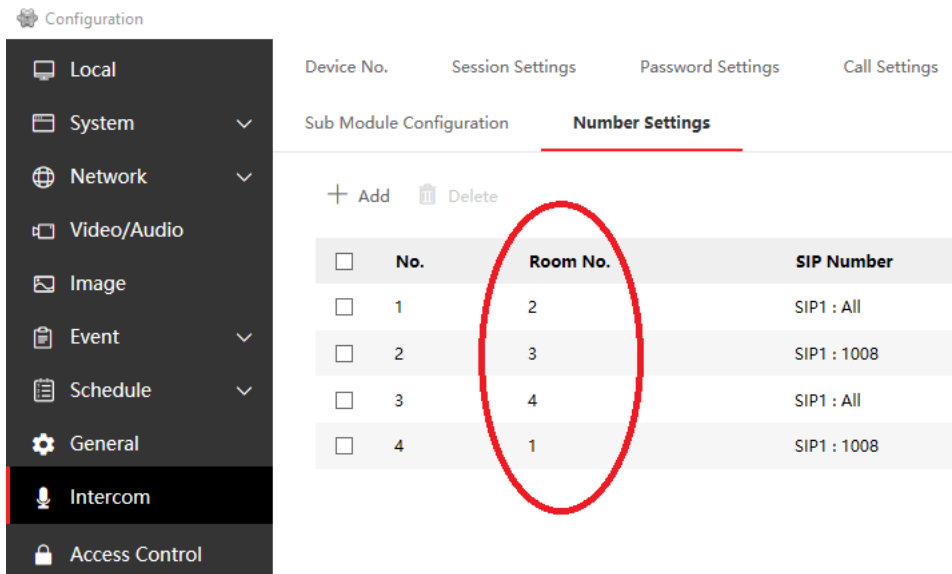 Configuration
Local
System
Network
Video/Audio
Image
Event
Schedule
General
Intercom
Access Control
Device No. Session Settings Password Settings Call Settings
Sub Module Configuration Number Settings
+ Add Delete
No. Room No. SIP Number
1 2 SIP1 : All
2 3 SIP1 : 1008
3 4 SIP1 : All
4 1 SIP1 : 1008